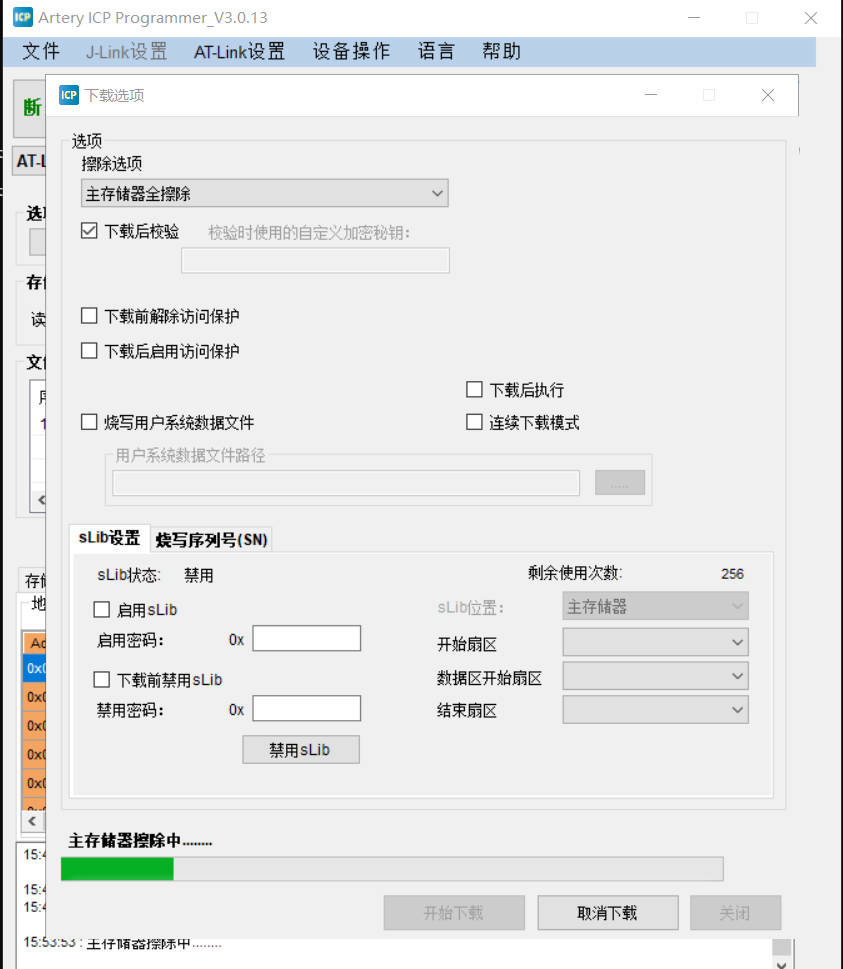 Artery ICP Programmer_V3.0.13
文件 J-Link设置 AT-Link设置 设备操作 语言 帮助
断
AT-L
下载选项
选项
擦除选项
主存储器全擦除
下载后校验 校验时使用的自定义加密秘钥:
下载前解除访问保护
下载后启用访问保护
下载后执行
烧写用户系统数据文件 连续下载模式
用户系统数据文件路径
.....
sLib设置 烧写序列号(SN)
sLib状态: 禁用 剩余使用次数: 256
启用sLib sLib位置: 主存储器
启用密码: 0x 开始扇区
下载前禁用sLib 数据区开始扇区
禁用密码: 0x 结束扇区
禁用sLib
主存储器擦除中........
开始下载 取消下载 关闭
读
15:4
15:4
15:4
15:53:53 : 主存储器擦除中........